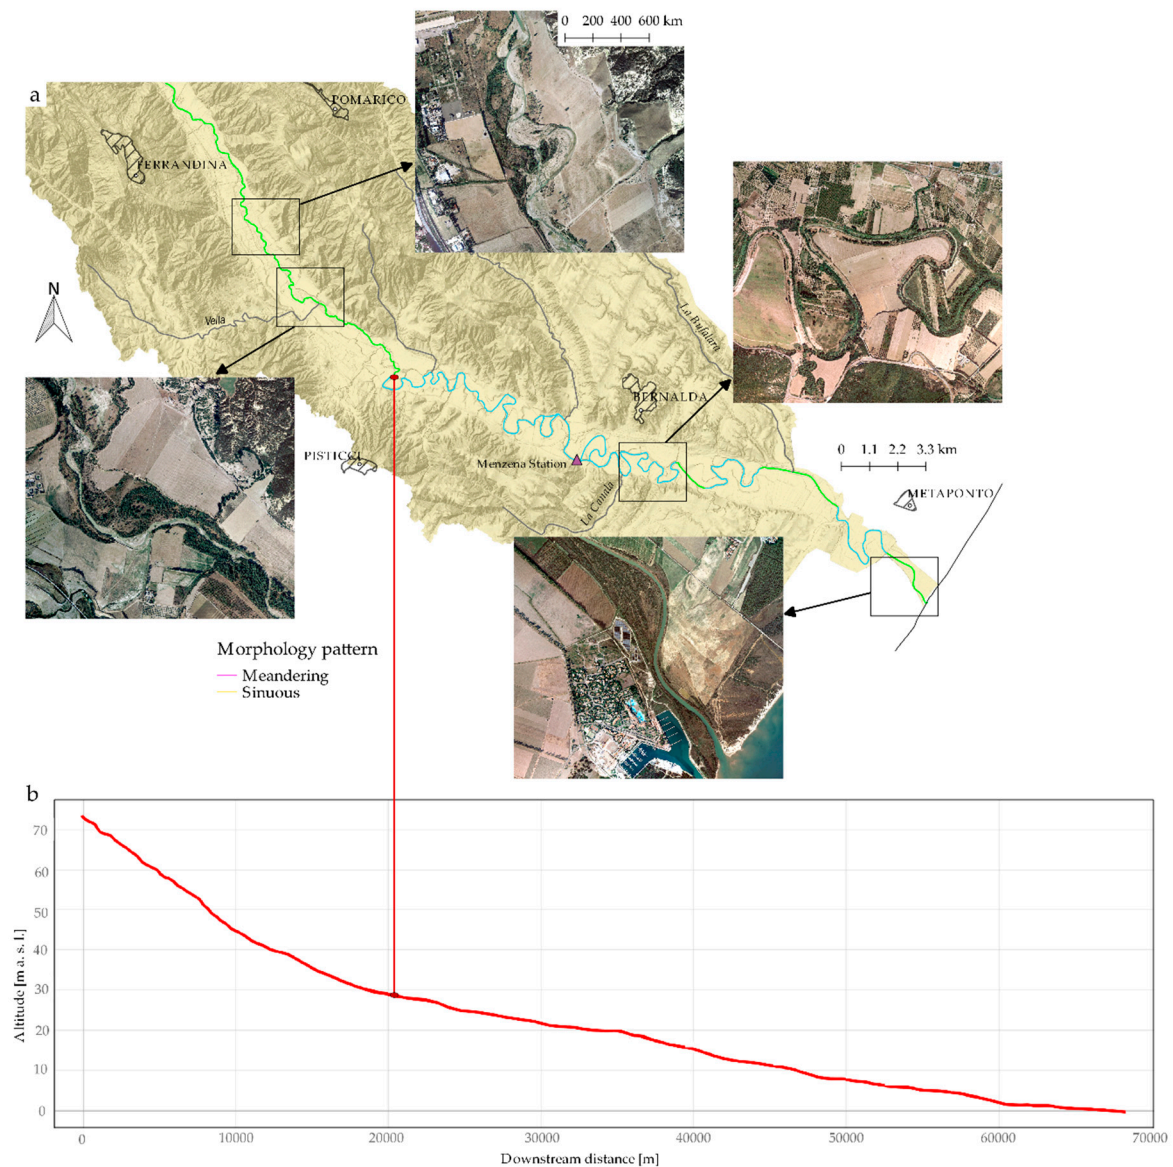 a
0 200 400 600 km
POMARICO
FERRANDINA
N
Vella
La Bufalara
BERNALDA
PISTICCI
Menzena Station
La Canala
0 1.1 2.2 3.3 km
METAPONTO
Morphology pattern
Meandering
Sinuous
b
Altitude [m a. s. l.]
70
60
50
40
30
20
10
0
0 10000 20000 30000 40000 50000 60000 70000
Downstream distance [m]